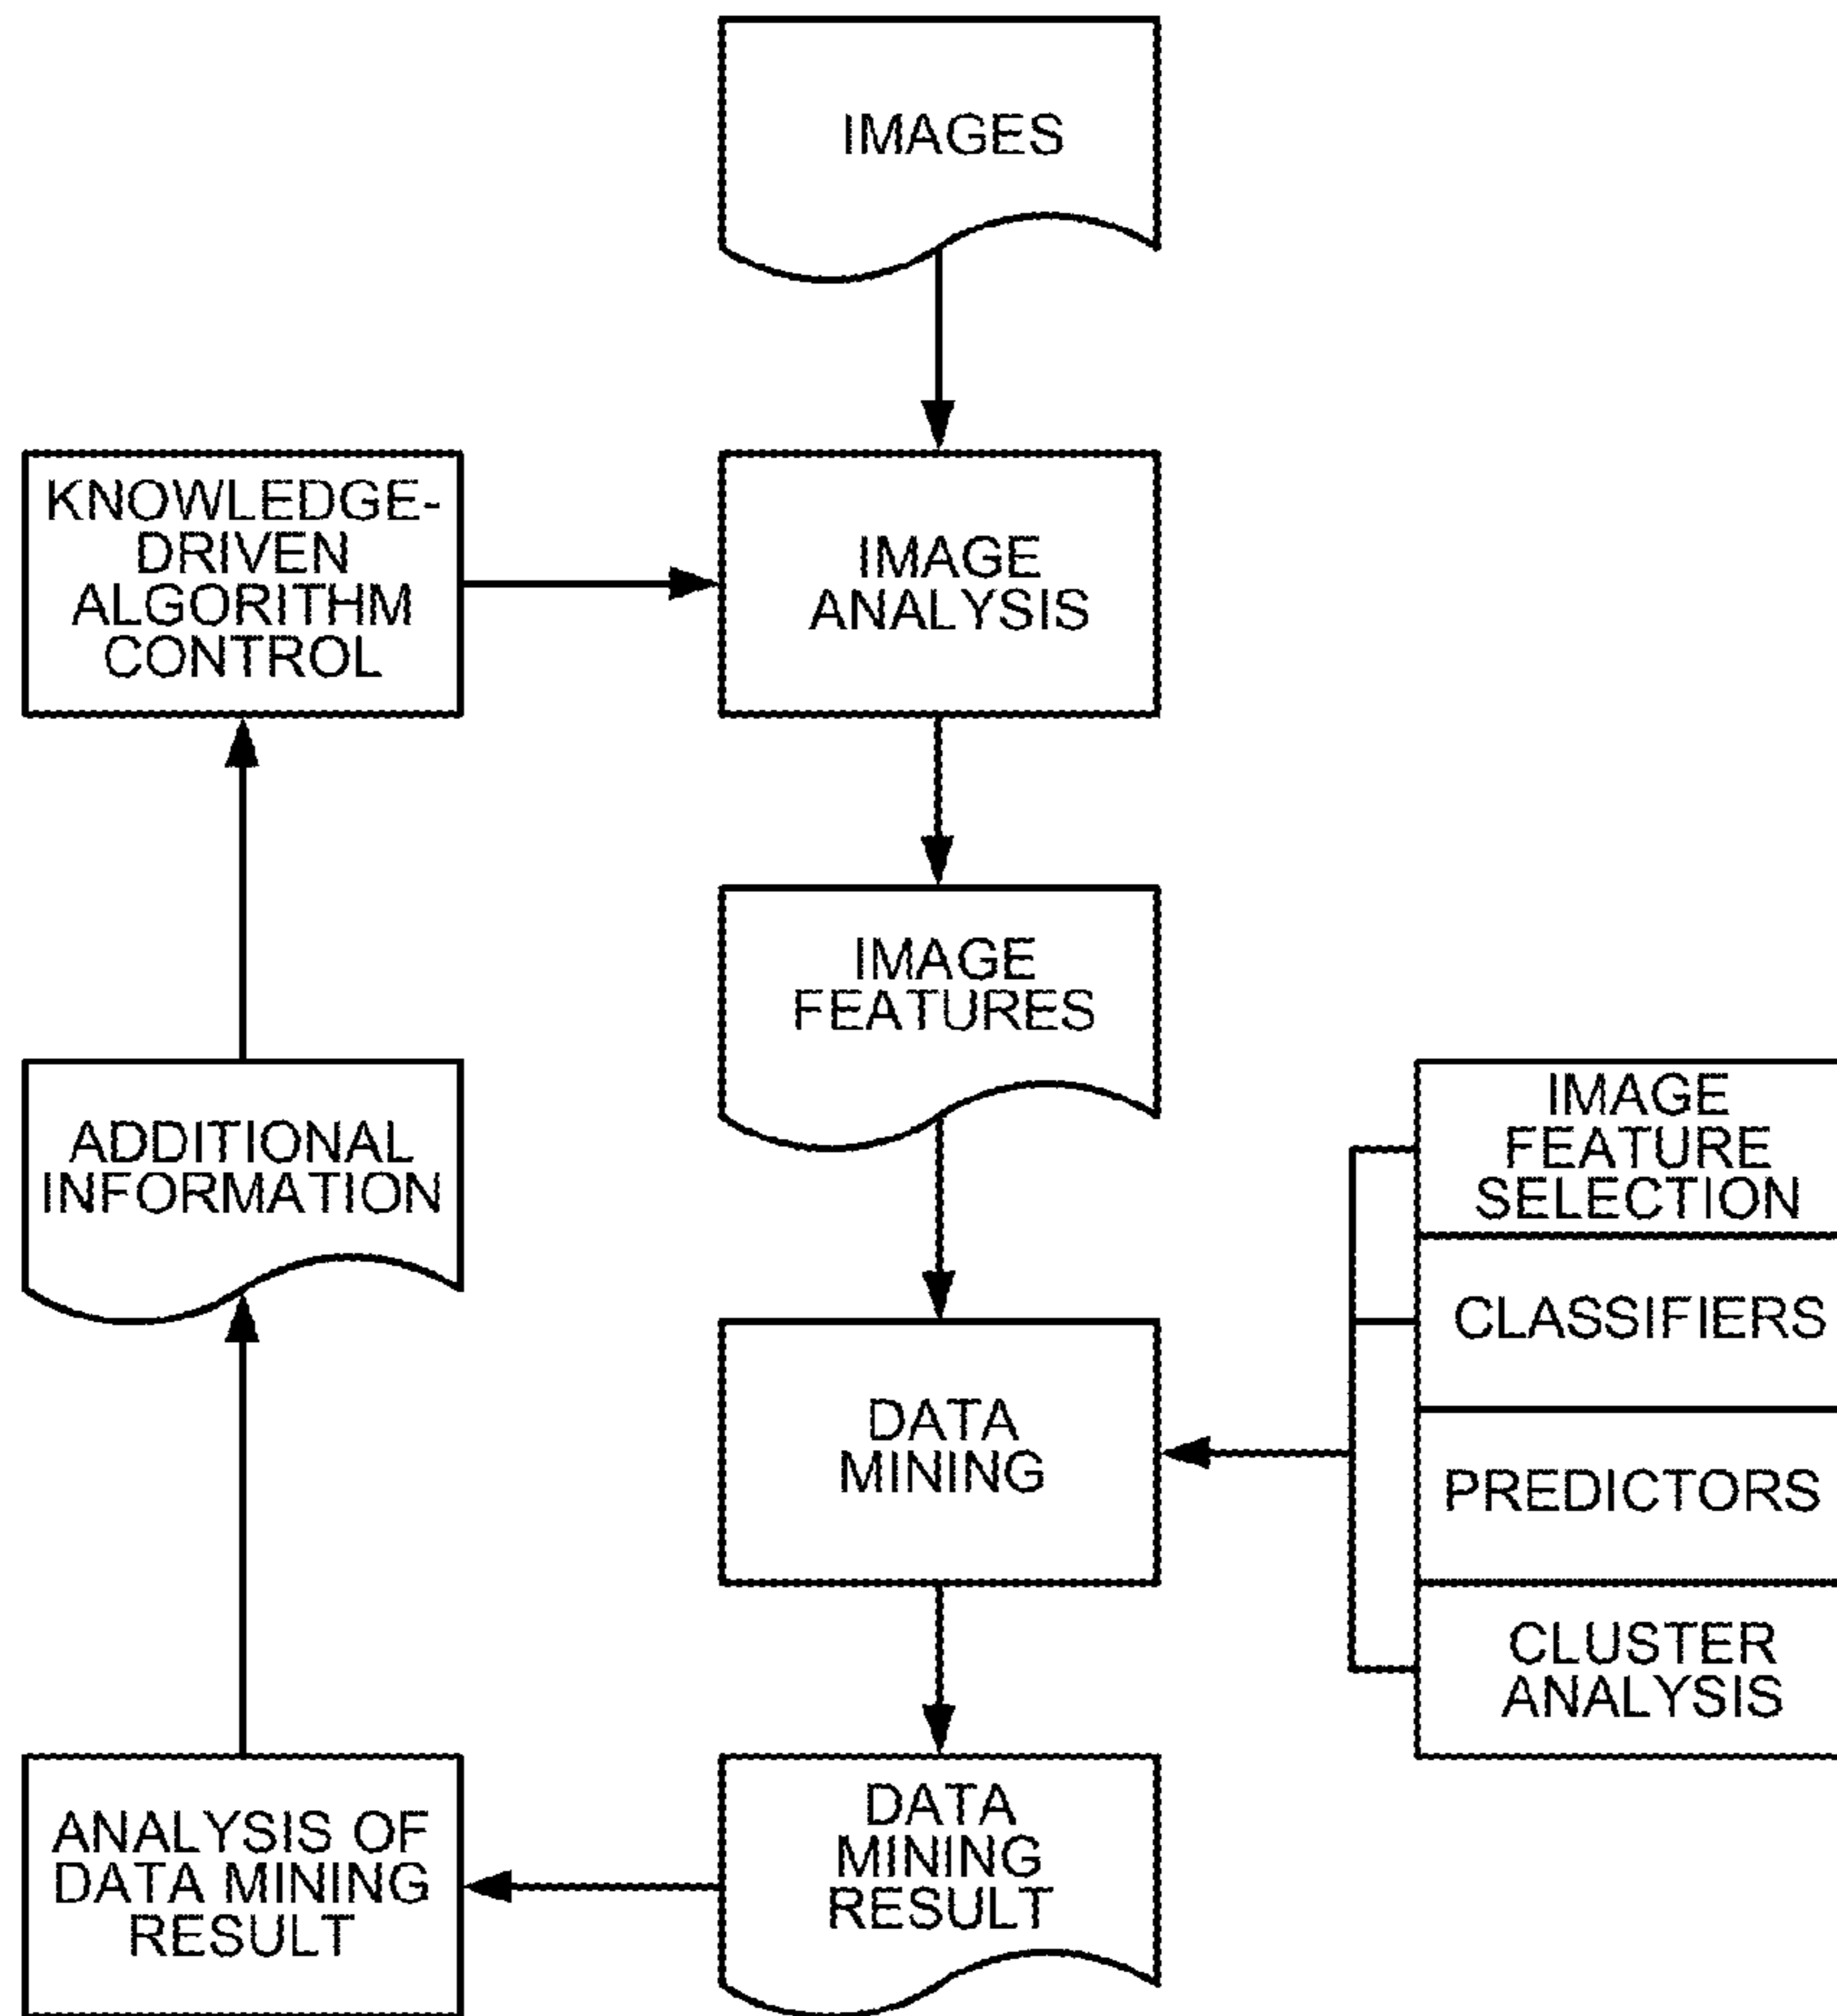 IMAGES
KNOWLEDGE-
DRIVEN
ALGORITHM
CONTROL
IMAGE
ANALYSIS
IMAGE
FEATURES
ADDITIONAL
INFORMATION
IMAGE
FEATURE
SELECTION
CLASSIFIERS
PREDICTORS
CLUSTER
ANALYSIS
DATA
MINING
ANALYSIS OF
DATA MINING
RESULT
DATA
MINING
RESULT